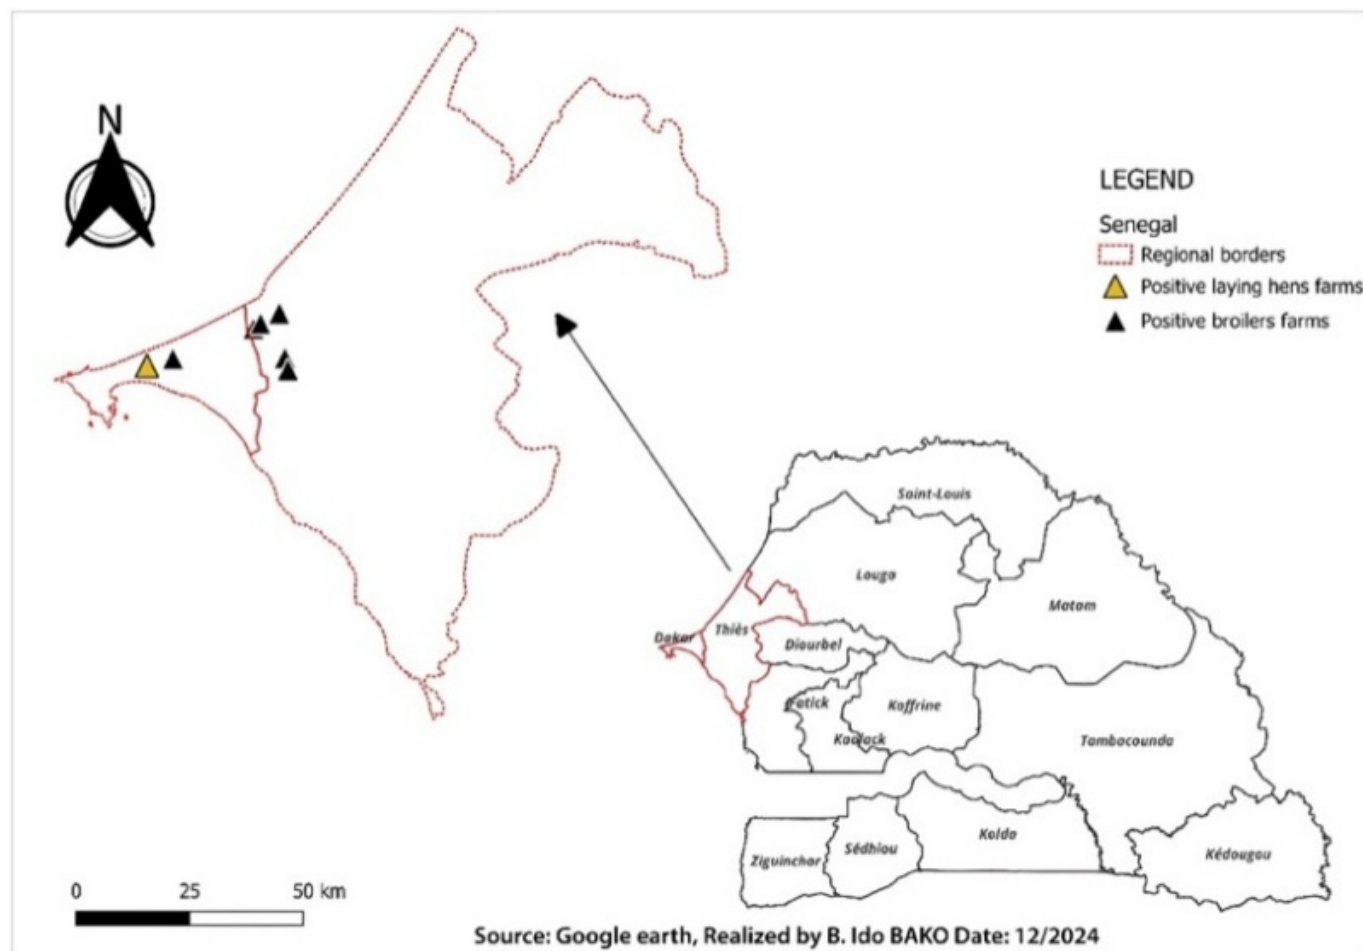 N
LEGEND
Senegal
Regional borders
Positive laying hens farms
Positive broilers farms
Saint-Louis
Louga
Matam
Dakar
Thiès
Diourbel
Fatick
Kaffrine
Kaolack
Tambacounda
Kolda
Sédhiou
Ziguinchor
Kédougou
0 25 50 km
Source: Google earth, Realized by B. Ido BAKO Date: 12/2024